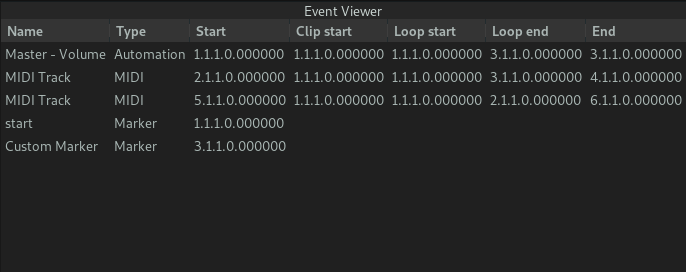 Event Viewer
Name Type Start Clip start Loop start Loop end End
Master - Volume Automation 1.1.1.0.000000 1.1.1.0.000000 1.1.1.0.000000 3.1.1.0.000000 3.1.1.0.000000
MIDI Track MIDI 2.1.1.0.000000 1.1.1.0.000000 1.1.1.0.000000 3.1.1.0.000000 4.1.1.0.000000
MIDI Track MIDI 5.1.1.0.000000 1.1.1.0.000000 1.1.1.0.000000 2.1.1.0.000000 6.1.1.0.000000
start Marker 1.1.1.0.000000
Custom Marker Marker 3.1.1.0.000000